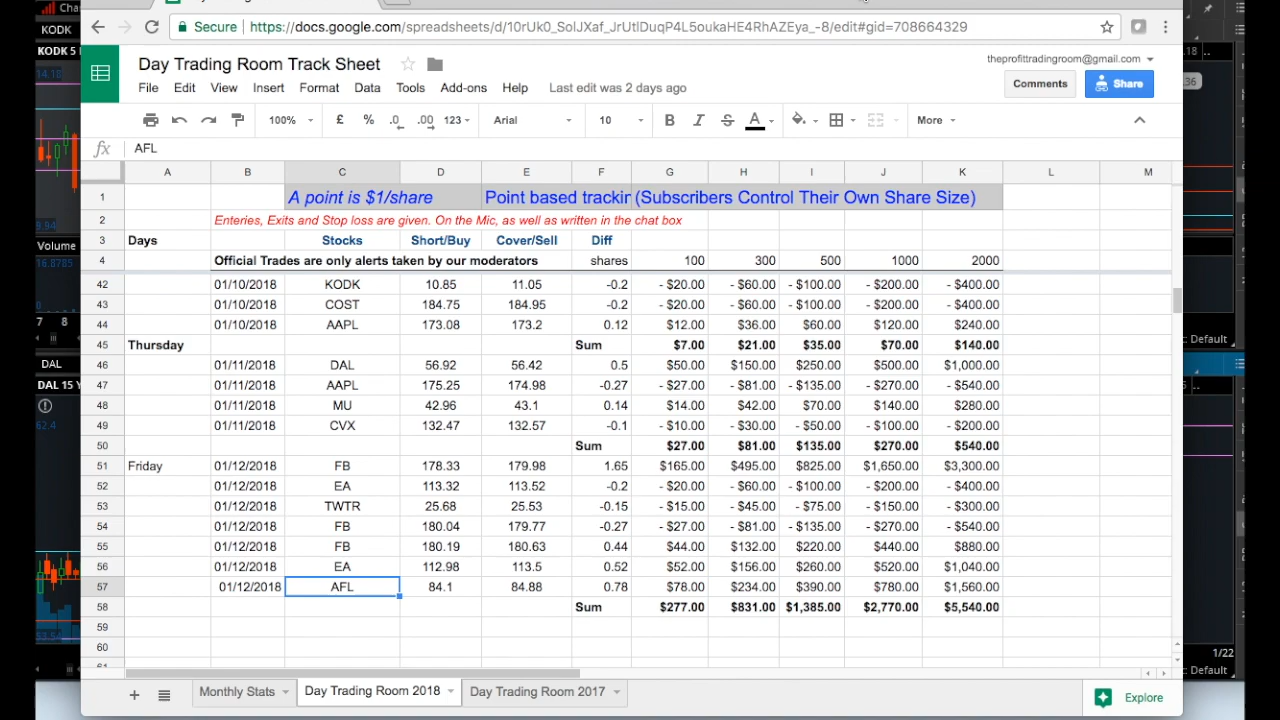 Cha
KODK
KODK 5
14.18
9.94
Volume
16.8785
0
7 8
DAL
DAL 15
62.4
53.54
Secure https://docs.google.com/spreadsheets/d/
/edit#gid=708664329
Day Trading Room Track Sheet
theprofittradingroom@gmail.com
File Edit View Insert Format Data Tools Add-ons Help Last edit was 2 days ago
Comments Share
100% £ % .0 .00 123 Arial 10 B I S A More
fx AFL
A B C D E F G H I J K L M
1 A point is $1/share Point based trackin (Subscribers Control Their Own Share Size)
2 Enteries, Exits and Stop loss are given. On the Mic, as well as written in the chat box
3 Days Stocks Short/Buy Cover/Sell Diff
4 Official Trades are only alerts taken by our moderators shares 100 300 500 1000 2000
42 01/10/2018 KODK 10.85 11.05 -0.2 - $20.00 - $60.00 - $100.00 - $200.00 - $400.00
43 01/10/2018 COST 184.75 184.95 -0.2 - $20.00 - $60.00 - $100.00 - $200.00 - $400.00
44 01/10/2018 AAPL 173.08 173.2 0.12 $12.00 $36.00 $60.00 $120.00 $240.00
45 Thursday Sum $7.00 $21.00 $35.00 $70.00 $140.00
46 01/11/2018 DAL 56.92 56.42 0.5 $50.00 $150.00 $250.00 $500.00 $1,000.00
47 01/11/2018 AAPL 175.25 174.98 -0.27 - $27.00 - $81.00 - $135.00 - $270.00 - $540.00
48 01/11/2018 MU 42.96 43.1 0.14 $14.00 $42.00 $70.00 $140.00 $280.00
49 01/11/2018 CVX 132.47 132.57 -0.1 - $10.00 - $30.00 - $50.00 - $100.00 - $200.00
50 Sum $27.00 $81.00 $135.00 $270.00 $540.00
51 Friday 01/12/2018 FB 178.33 179.98 1.65 $165.00 $495.00 $825.00 $1,650.00 $3,300.00
52 01/12/2018 EA 113.32 113.52 -0.2 - $20.00 - $60.00 - $100.00 - $200.00 - $400.00
53 01/12/2018 TWTR 25.68 25.53 -0.15 - $15.00 - $45.00 - $75.00 - $150.00 - $300.00
54 01/12/2018 FB 180.04 179.77 -0.27 - $27.00 - $81.00 - $135.00 - $270.00 - $540.00
55 01/12/2018 FB 180.19 180.63 0.44 $44.00 $132.00 $220.00 $440.00 $880.00
56 01/12/2018 EA 112.98 113.5 0.52 $52.00 $156.00 $260.00 $520.00 $1,040.00
57 01/12/2018 AFL 84.1 84.88 0.78 $78.00 $234.00 $390.00 $780.00 $1,560.00
58 Sum $277.00 $831.00 $1,385.00 $2,770.00 $5,540.00
59
60
61
Monthly Stats Day Trading Room 2018 Day Trading Room 2017
Explore
.18
36
: Default
1/22
: Default